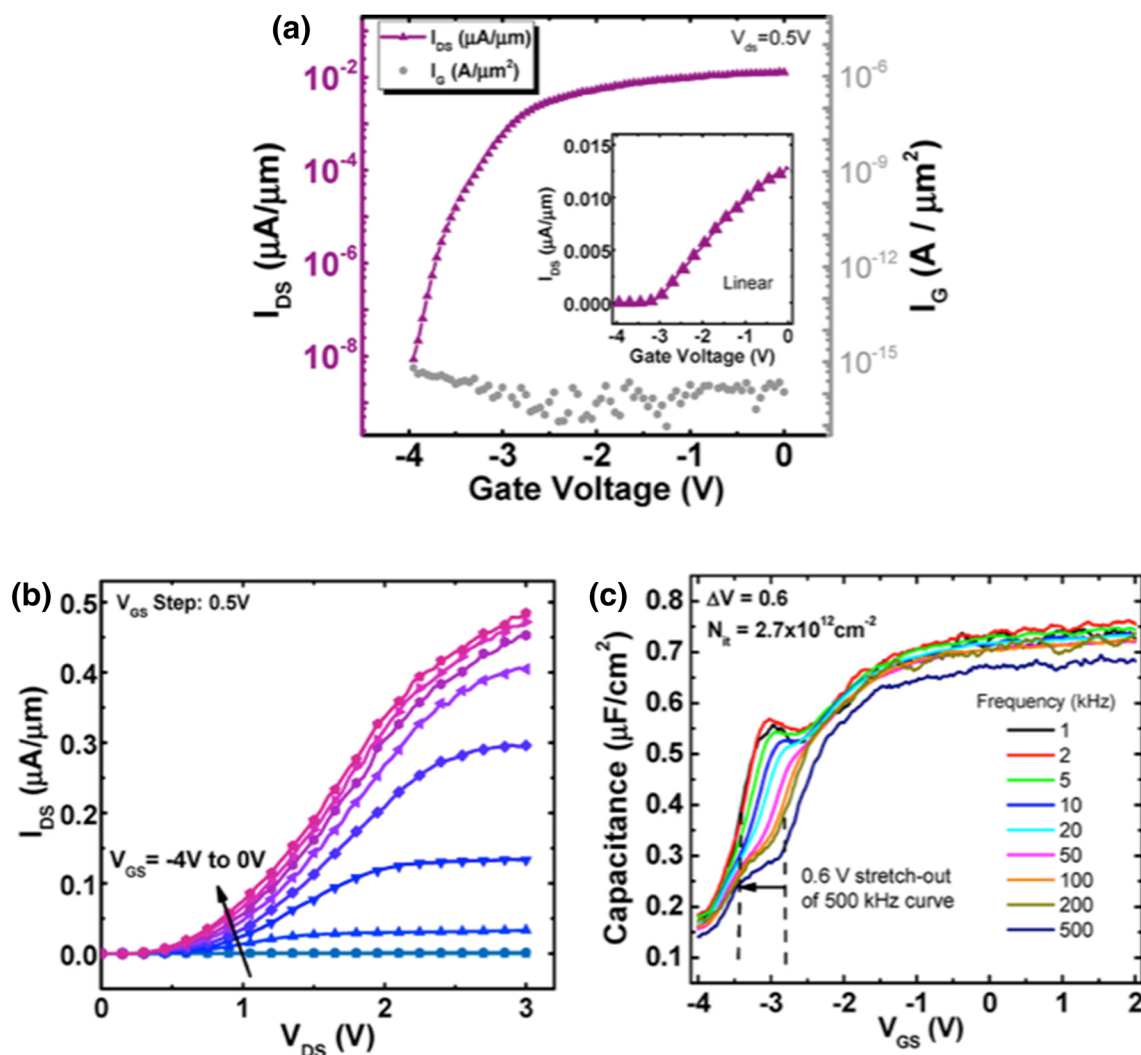 (a)
I_DS (μA/μm)
I_G (A/μm²)
V_ds=0.5V
10⁻²
10⁻⁴
10⁻⁶
10⁻⁸
I_DS (μA/μm)
10⁻⁶
10⁻⁹
10⁻¹²
10⁻¹⁵
I_G (A / μm²)
0.015
0.010
0.005
0.000
I_DS (μA/μm)
Linear
-4 -3 -2 -1 0
Gate Voltage (V)
-4 -3 -2 -1 0
Gate Voltage (V)
(b)
V_GS Step: 0.5V
0.5
0.4
0.3
0.2
0.1
0.0
I_DS (μA/μm)
V_GS= -4V to 0V
0 1 2 3
V_DS (V)
(c)
ΔV = 0.6
N_it = 2.7x10¹²cm⁻²
0.8
0.7
0.6
0.5
0.4
0.3
0.2
0.1
Capacitance (μF/cm²)
Frequency (kHz)
1
2
5
10
20
50
100
200
500
0.6 V stretch-out
of 500 kHz curve
-4 -3 -2 -1 0 1 2
V_GS (V)